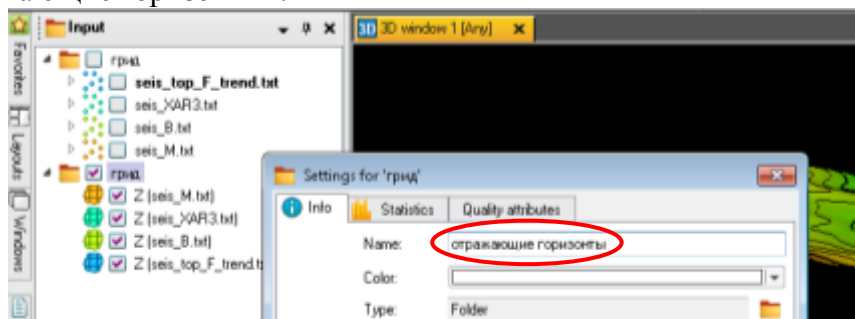 Input
3D 3D window 1 [Any]
Favorites
Layouts
Windows
грид
seis_top_F_trend.txt
seis_XAR3.txt
seis_B.txt
seis_M.txt
грид
Z (seis_M.txt)
Z (seis_XAR3.txt)
Z (seis_B.txt)
Z (seis_top_F_trend.t
Settings for 'грид'
Info Statistics Quality attributes
Name: отражающие горизонты
Color:
Type: Folder